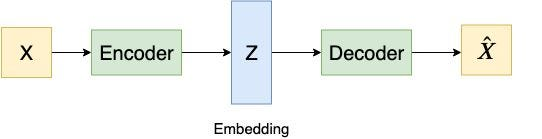 X
Encoder
Z
Decoder
X̂
Embedding